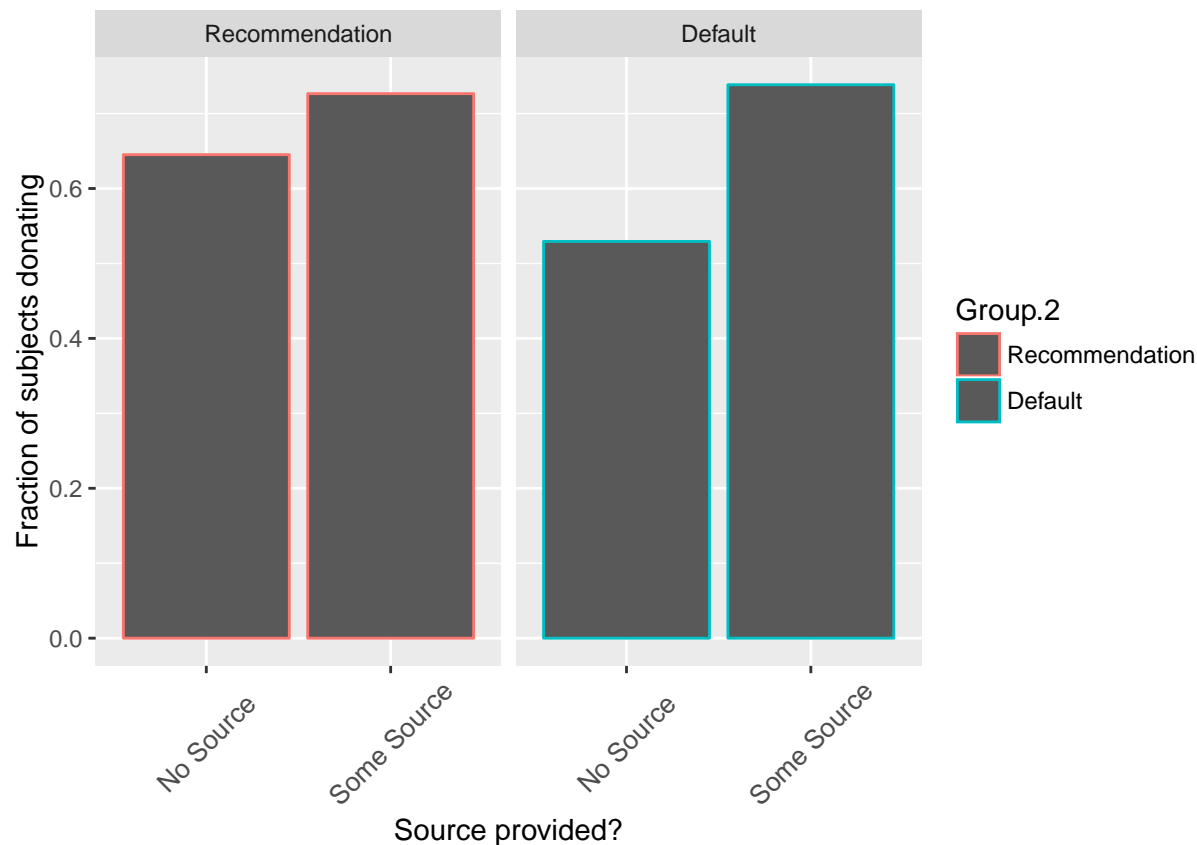 Recommendation
Default
Fraction of subjects donating
0.6
0.4
0.2
0.0
No Source
Some Source
No Source
Some Source
Source provided?
Group.2
Recommendation
Default